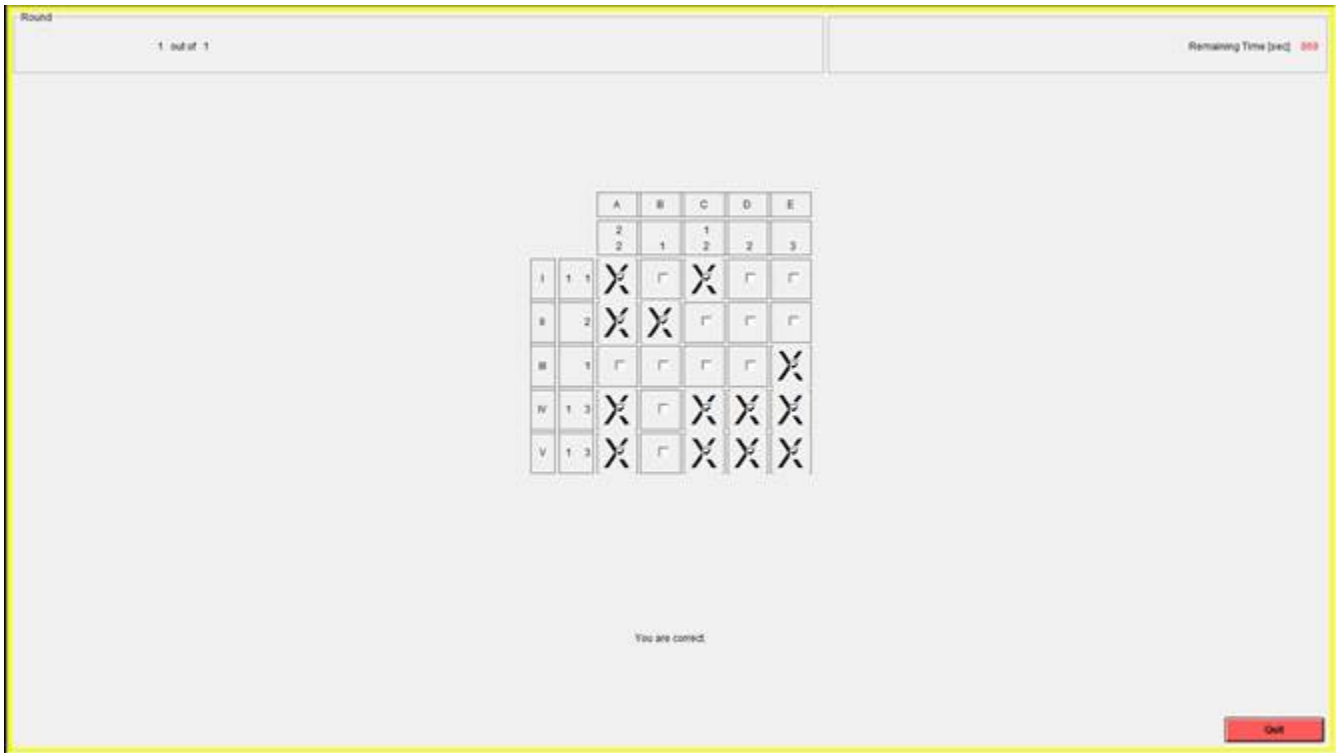 Round
1 out of 1
Remaining Time [sec]
A B C D E
2 1
2 1 2 2 3
I 1 1
II 2
III 1
IV 1 3
V 1 3
You are correct.
Quit